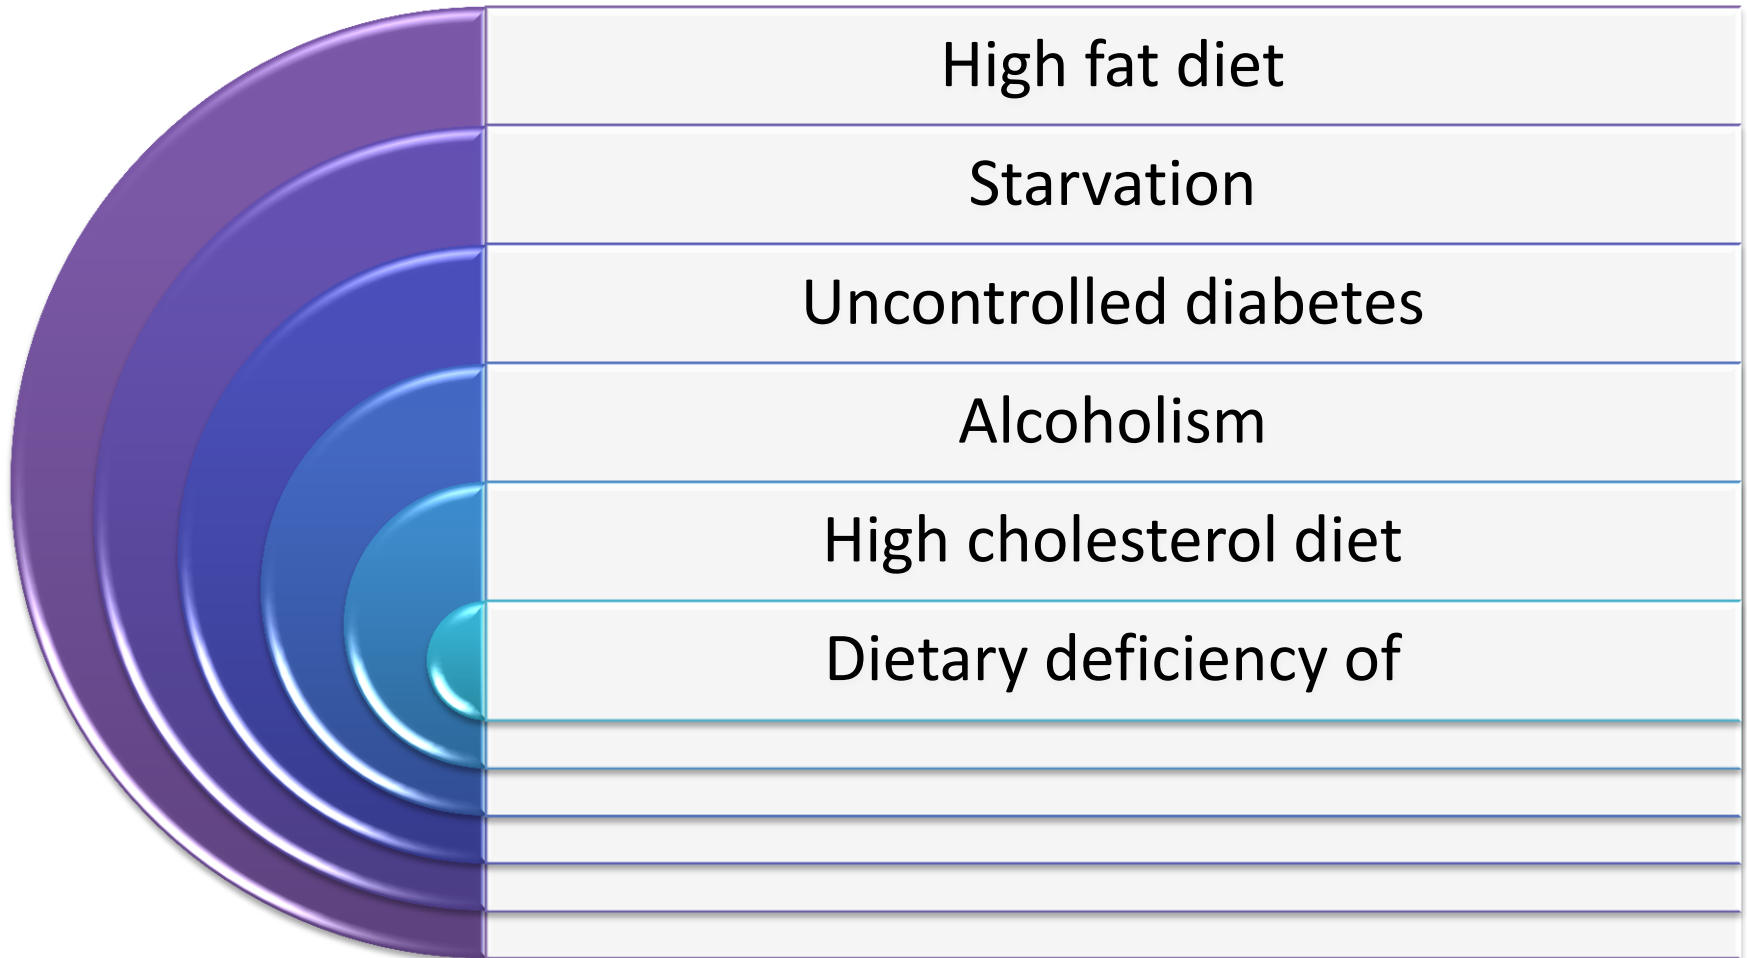 High fat diet
Starvation
Uncontrolled diabetes
Alcoholism
High cholesterol diet
Dietary deficiency of